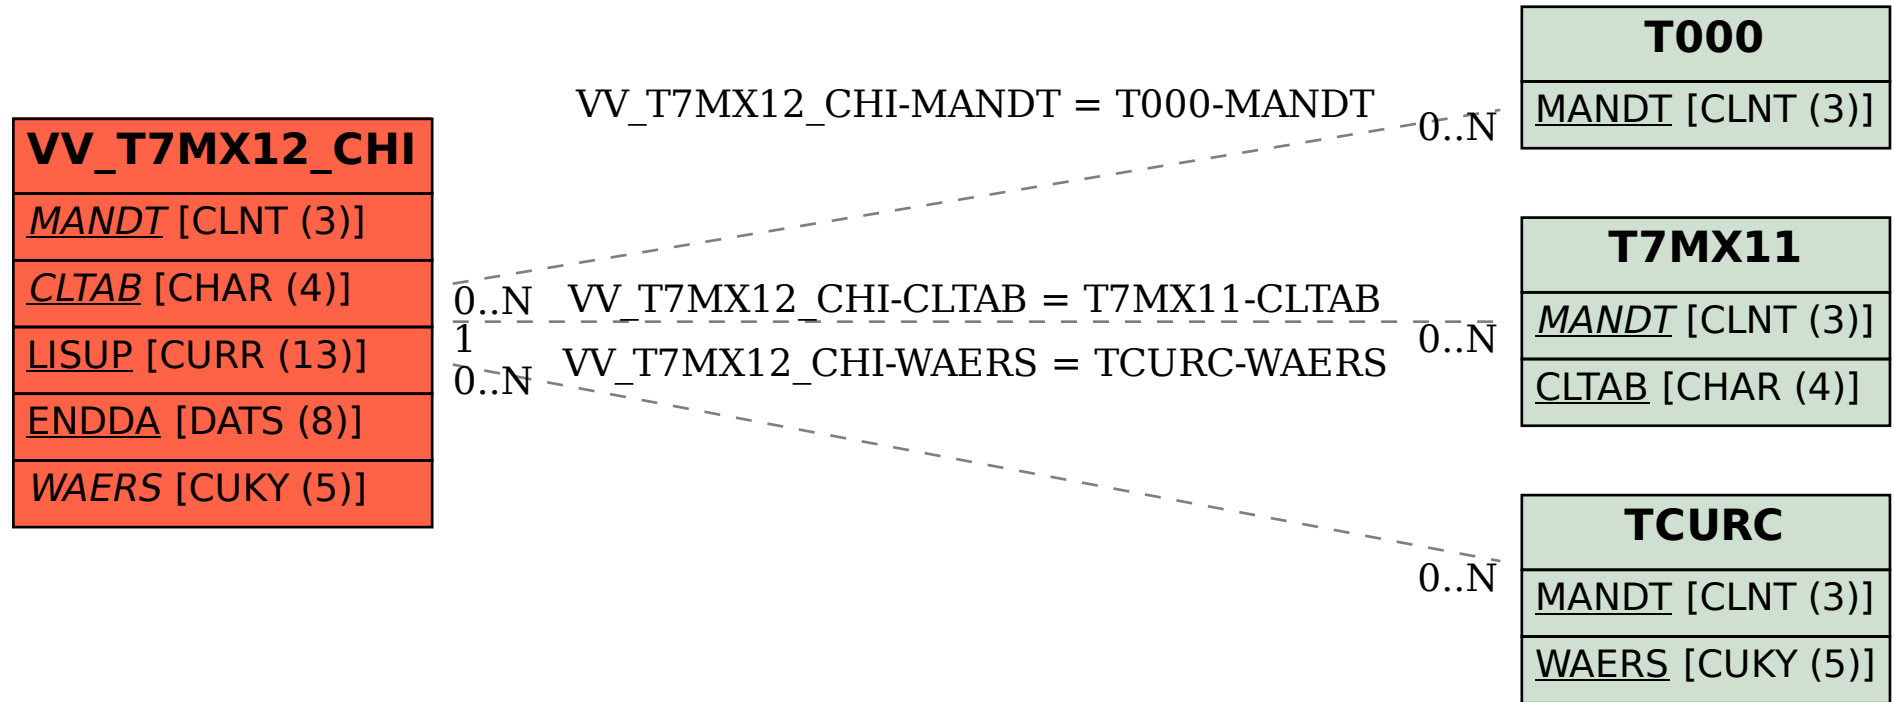 VV_T7MX12_CHI
MANDT [CLNT (3)]
CLTAB [CHAR (4)]
LISUP [CURR (13)]
ENDDA [DATS (8)]
WAERS [CUKY (5)]
VV_T7MX12_CHI-MANDT = T000-MANDT
0..N
0..N
VV_T7MX12_CHI-CLTAB = T7MX11-CLTAB
1
0..N
VV_T7MX12_CHI-WAERS = TCURC-WAERS
0..N
0..N
T000
MANDT [CLNT (3)]
T7MX11
MANDT [CLNT (3)]
CLTAB [CHAR (4)]
TCURC
MANDT [CLNT (3)]
WAERS [CUKY (5)]